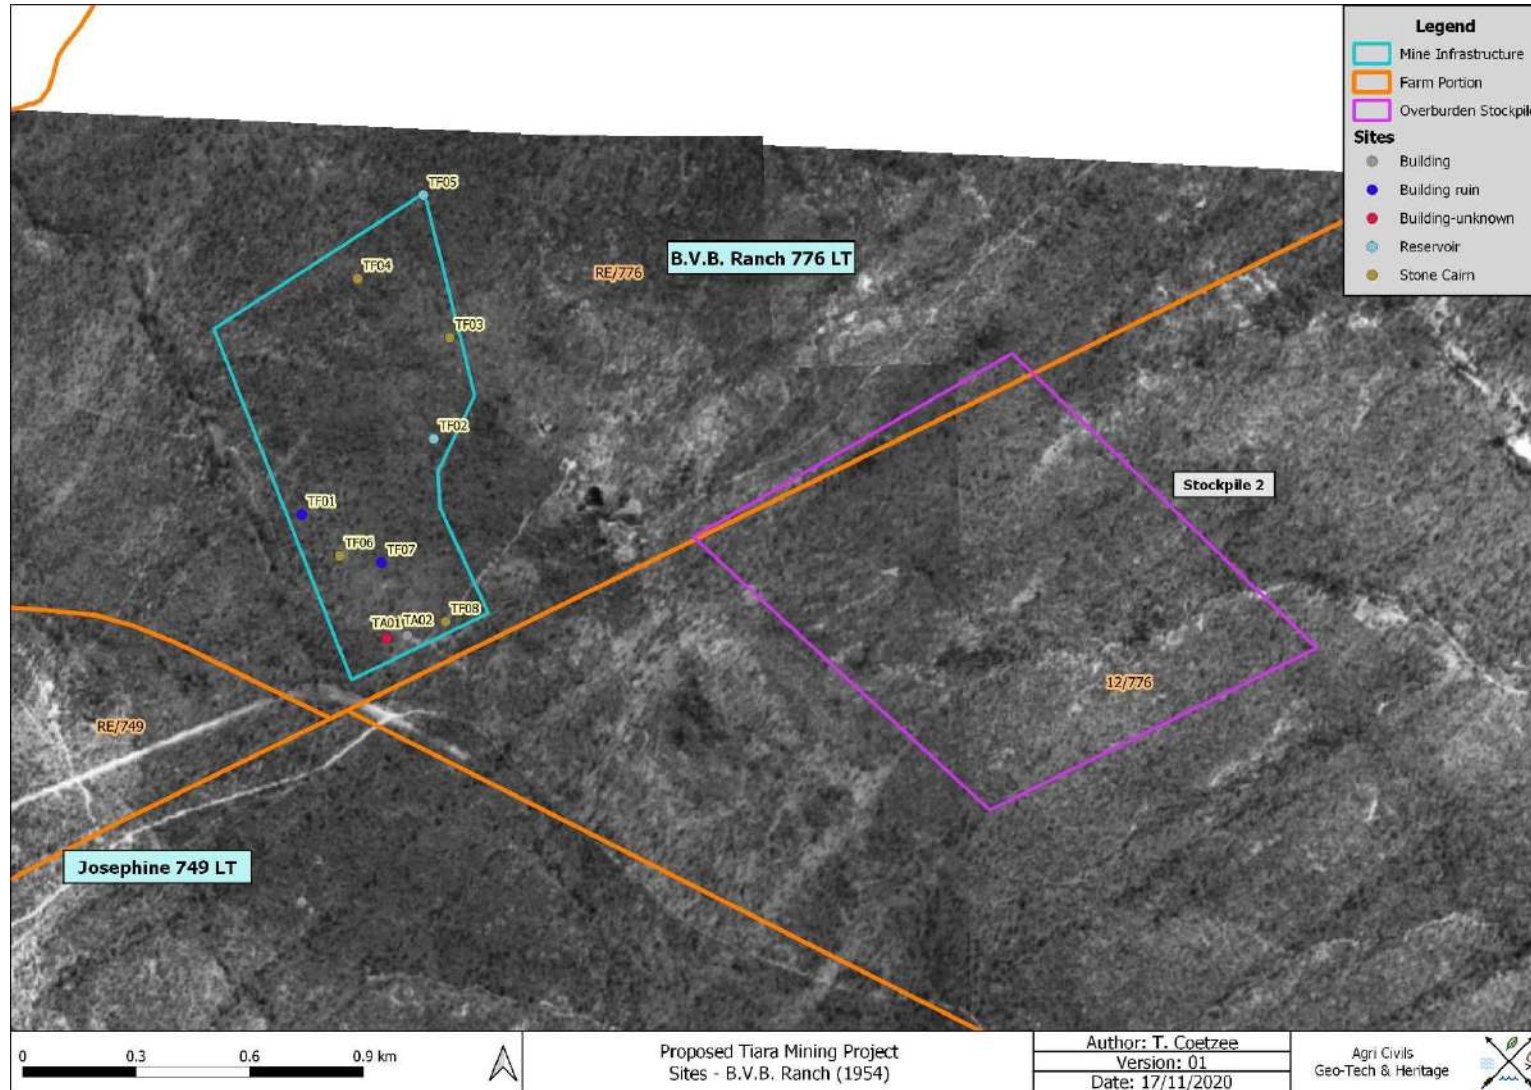 Legend
Mine Infrastructure
Farm Portion
Overburden Stockpile
Sites
Building
Building ruin
Building-unknown
Reservoir
Stone Cairn
TF05
TF04
RE/776
B.V.B. Ranch 776 LT
TF03
TF02
Stockpile 2
TF01
TF06
TF07
TF08
TA01
TA02
12/776
RE/749
Josephine 749 LT
0 0.3 0.6 0.9 km
Proposed Tiara Mining Project
Sites - B.V.B. Ranch (1954)
Author: T. Coetzee
Version: 01
Date: 17/11/2020
Agri Civils
Geo-Tech & Heritage